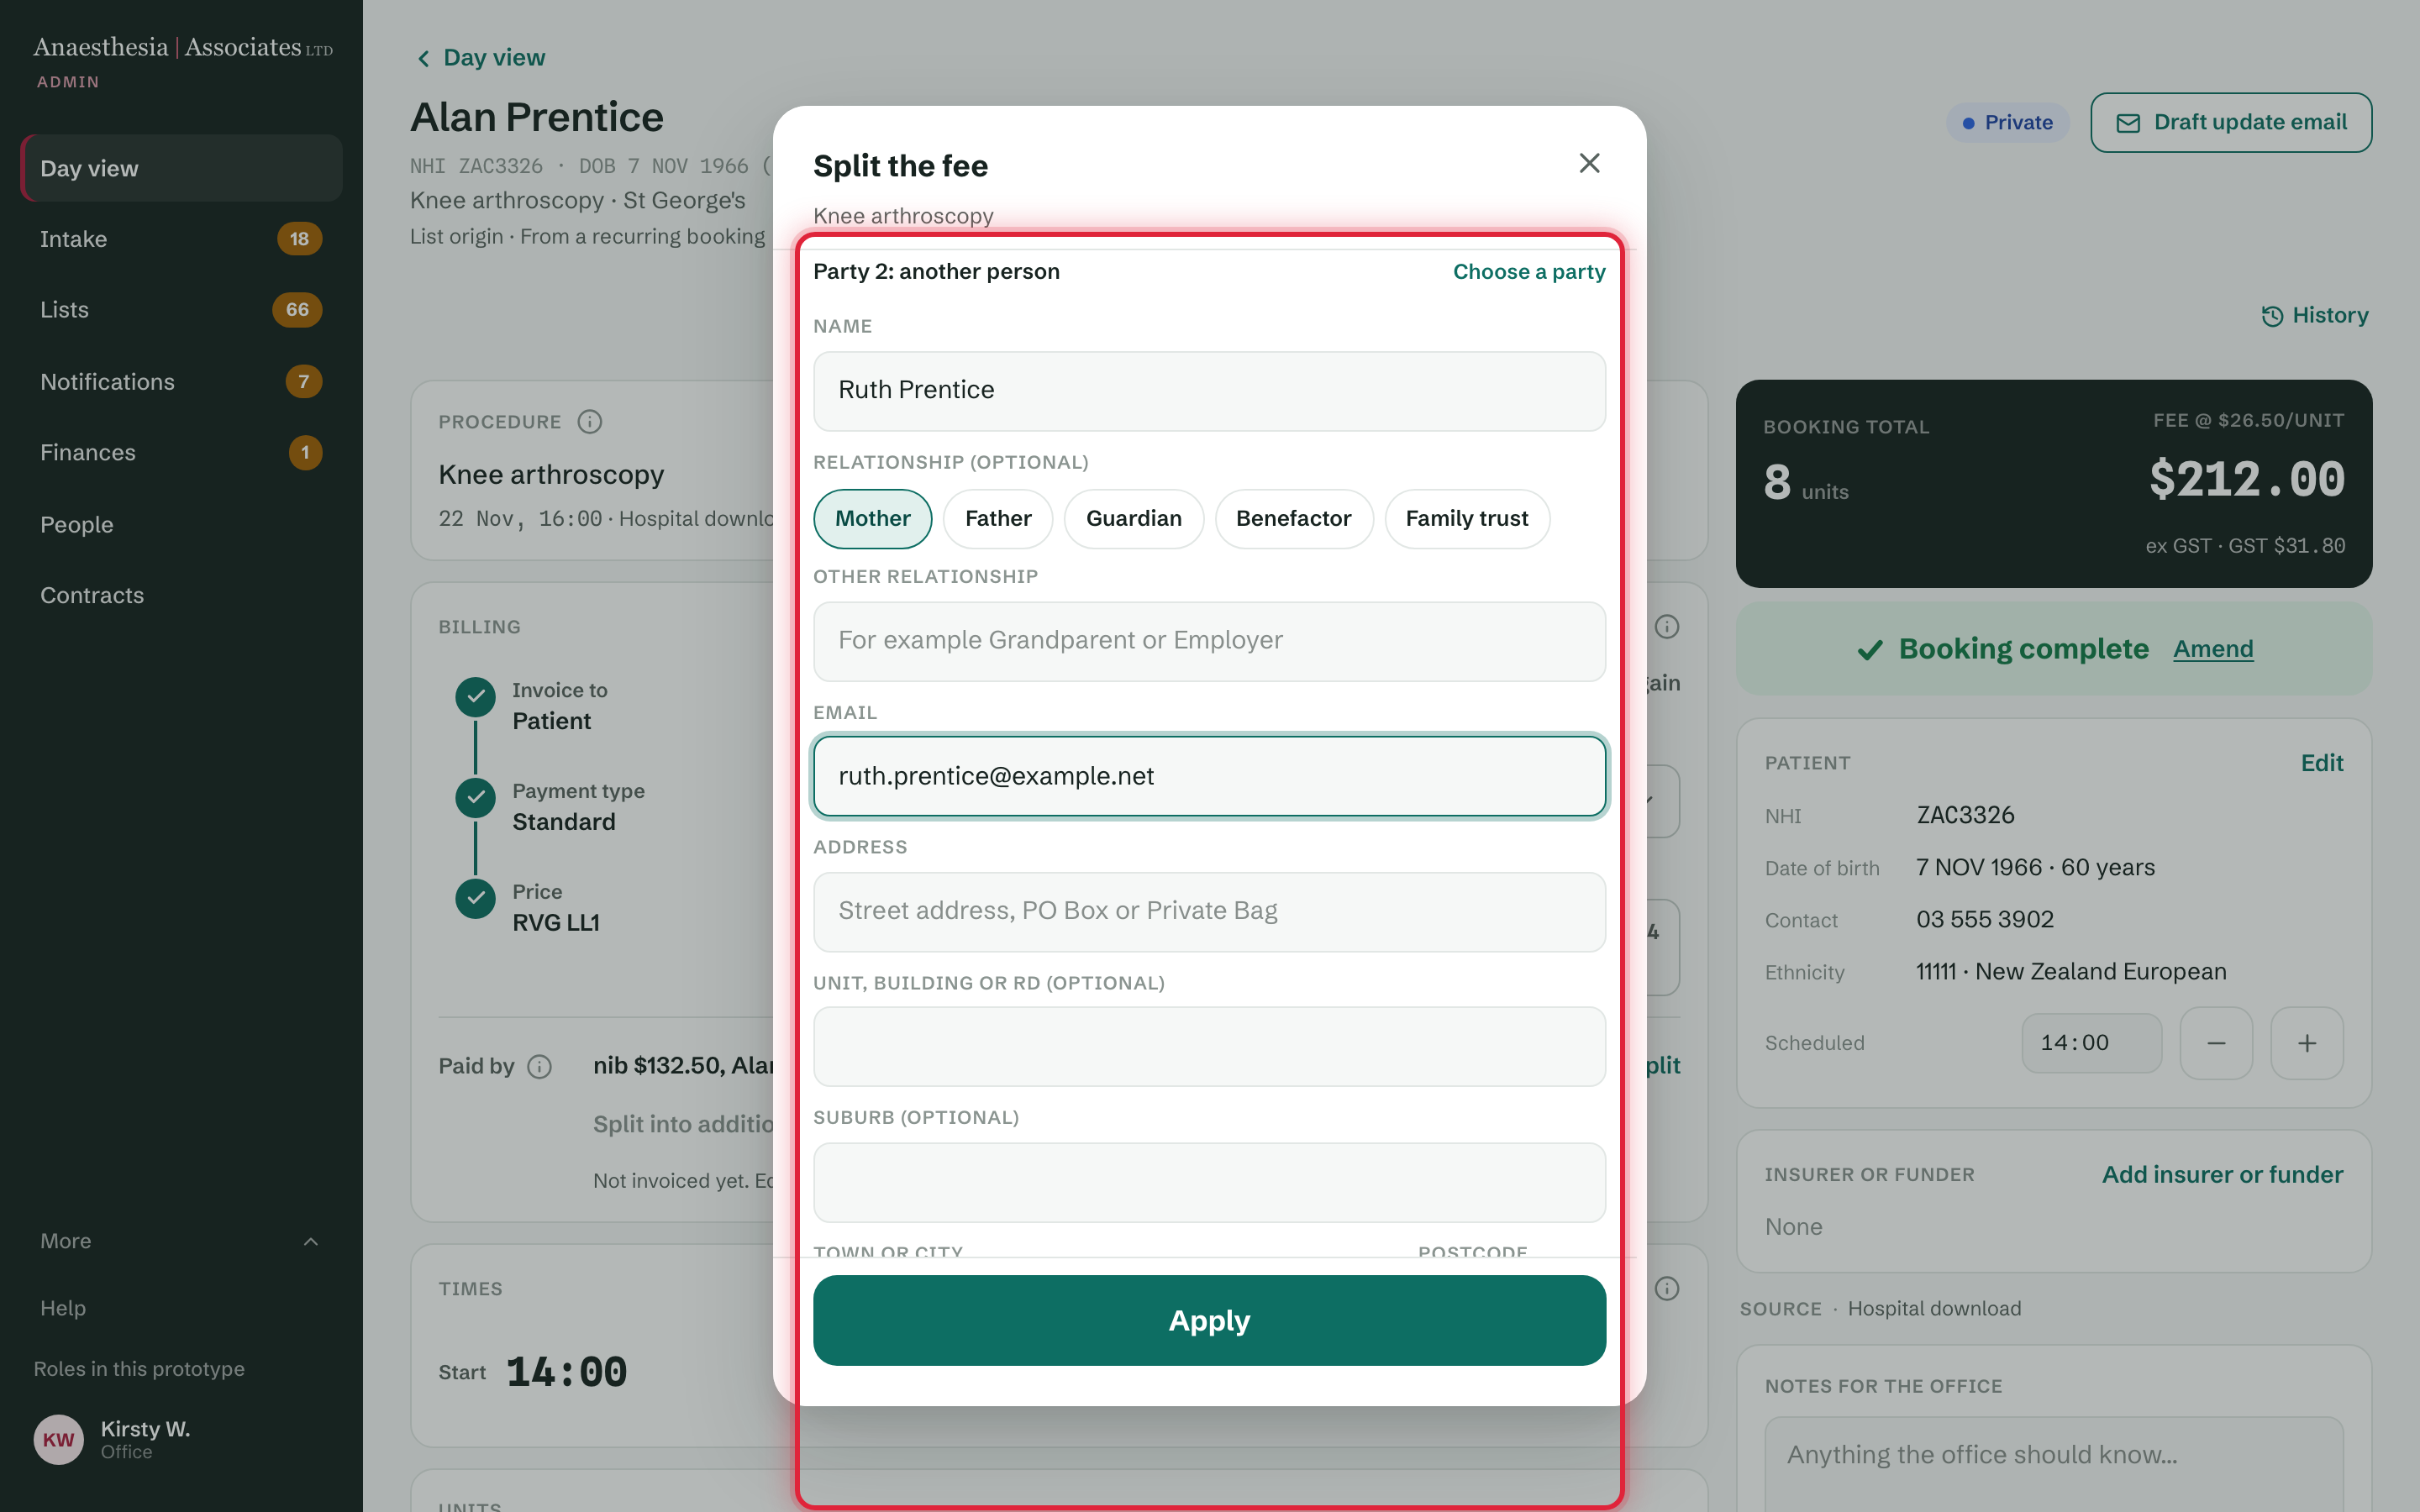 Anaesthesia | Associates LTD
ADMIN
Day view
Intake 18
Lists 66
Notifications 7
Finances 1
People
Contracts
More
Help
Roles in this prototype
KW
Kirsty W.
Office
Day view
Alan Prentice
NHI ZAC3326 · DOB 7 NOV 1966 (
Knee arthroscopy · St George's
List origin · From a recurring booking
Private
Draft update email
History
PROCEDURE
Knee arthroscopy
22 Nov, 16:00 · Hospital
BILLING
Invoice to
Patient
Payment type
Standard
Price
RVG LL1
Paid by
nib $132.50,
Split into
Not invoiced yet.
TIMES
Start 14:00
UNITS
Split the fee
Knee arthroscopy
Party 2: another person
Choose a party
NAME
Ruth Prentice
RELATIONSHIP (OPTIONAL)
Mother Father Guardian Benefactor Family trust
OTHER RELATIONSHIP
For example Grandparent or Employer
EMAIL
ruth.prentice@example.net
ADDRESS
Street address, PO Box or Private Bag
UNIT, BUILDING OR RD (OPTIONAL)
SUBURB (OPTIONAL)
TOWN OR CITY POSTCODE
Apply
BOOKING TOTAL
8 units
FEE @ $26.50/UNIT
$212.00
ex GST · GST $31.80
Booking complete Amend
PATIENT Edit
NHI ZAC3326
Date of birth 7 NOV 1966 · 60 years
Contact 03 555 3902
Ethnicity 11111 · New Zealand European
Scheduled 14:00
INSURER OR FUNDER Add insurer or funder
None
SOURCE · Hospital download
NOTES FOR THE OFFICE
Anything the office should know...